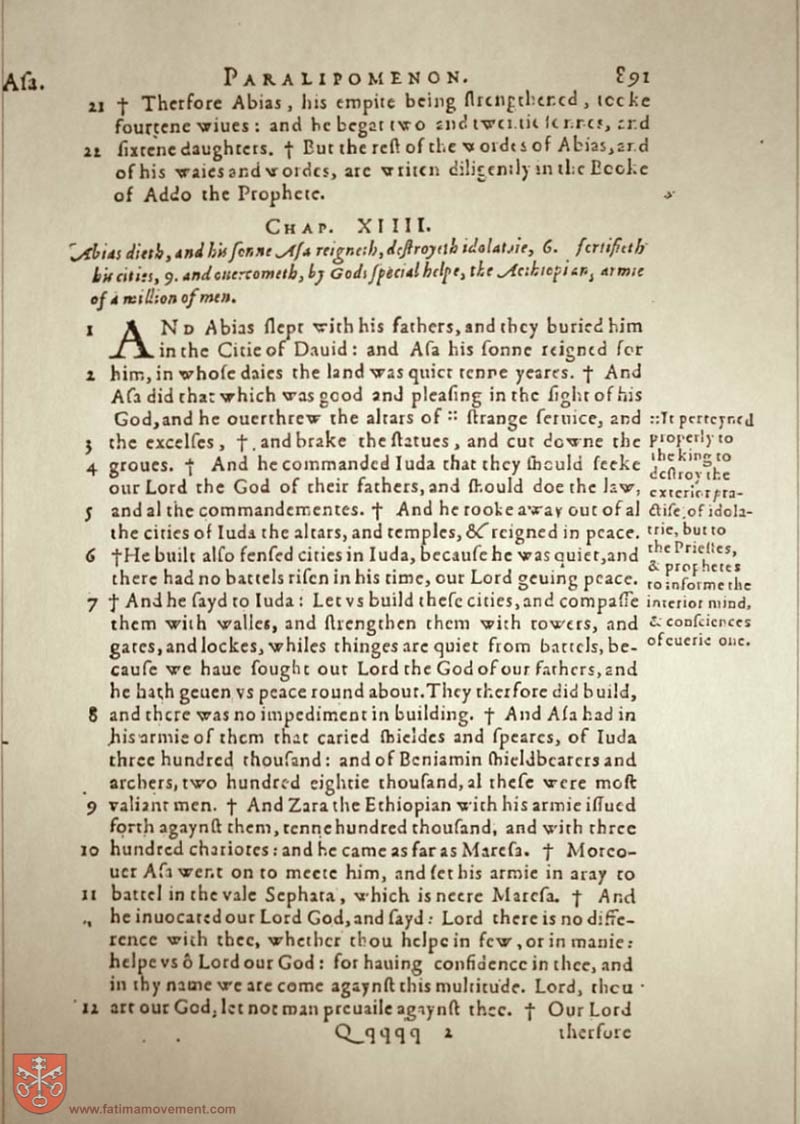 Aſa.
PARALIPOMENON.
891
21 † Therfore Abias, his empire being ſtrengthened, tooke
fourtene wiues: and he begat two and twentie ſonnes, and
22 ſixtene daughters. † But the reſt of the wordes of Abias, and
of his waies and wordes, are writen diligently in the Booke
of Addo the Prophete.
CHAP. XIIII.
Abias dieth, and his ſonne Aſa reigneth, deſtroyeth idolatrie, 6. fortifieth
his cities, 9. and ouercometh, by Gods ſpecial helpe, the Aethiopians armie
of a million of men.
1 AND Abias ſlept with his fathers, and they buried him
in the Citie of Dauid: and Aſa his ſonne reigned for
2 him, in whoſe daies the land was quiet tenne yeares. † And
Aſa did that which was good and pleaſing in the ſight of his
God, and he ouerthrew the altars of :: ſtrange ſeruice, and
3 the excelſes, †. and brake the ſtatues, and cut downe the
4 groues. † And he commanded Iuda that they ſhould ſeeke
our Lord the God of their fathers, and ſhould doe the law,
5 and al the commandementes. † And he tooke away out of al
the cities of Iuda the altars, and temples, & reigned in peace.
6 † He built alſo fenſed cities in Iuda, becauſe he was quiet, and
there had no battels riſen in his time, our Lord geuing peace.
7 † And he ſayd to Iuda: Let vs build theſe cities, and compaſſe
them with walles, and ſtrengthen them with towers, and
gates, and lockes, whiles thinges are quiet from battels, be-
cauſe we haue ſought out Lord the God of our fathers, and
he hath geuen vs peace round about. They therfore did build,
8 and there was no impediment in building. † And Aſa had in
his armie of them that caried ſhieldes and ſpeares, of Iuda
three hundred thouſand: and of Beniamin ſhieldbearers and
archers, two hundred eightie thouſand, al theſe were moſt
9 valiant men. † And Zara the Ethiopian with his armie iſſued
forth agaynſt them, tenne hundred thouſand, and with three
10 hundred chariotes: and he came as far as Mareſa. † Moreo-
uer Aſa went on to meete him, and ſet his armie in aray to
11 battel in the vale Sephata, which is neere Mareſa. † And
he inuocated our Lord God, and ſayd: Lord there is no diffe-
rence with thee, whether thou helpe in few, or in manie:
helpe vs ô Lord our God: for hauing confidence in thee, and
in thy name we are come agaynſt this multitude. Lord, thou
12 art our God, let not man preuaile agaynſt thee. † Our Lord
Qqqqq 2
therfore
:: It perteyned
properly to
the king to
deſtroy the
exterior pra-
ctiſe of idola-
trie, but to
the Prieſtes,
& prophetes
to informe the
interior mind,
& conſciences
of euerie one.
www.fatimamovement.com